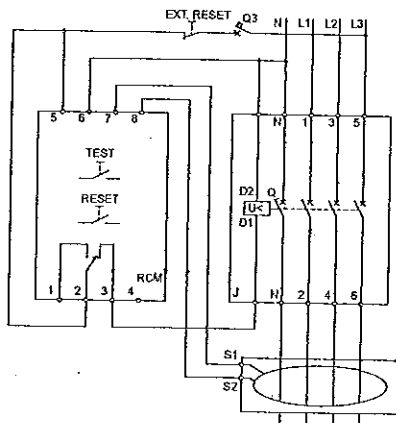 EXT. RESET Q3 N L1 L2 L3
5 6 7 8 N 1 3 5
TEST
RESET
D2 Q
U<
D1
RCM
1 2 3 4 J N 2 4 6
S1
S2